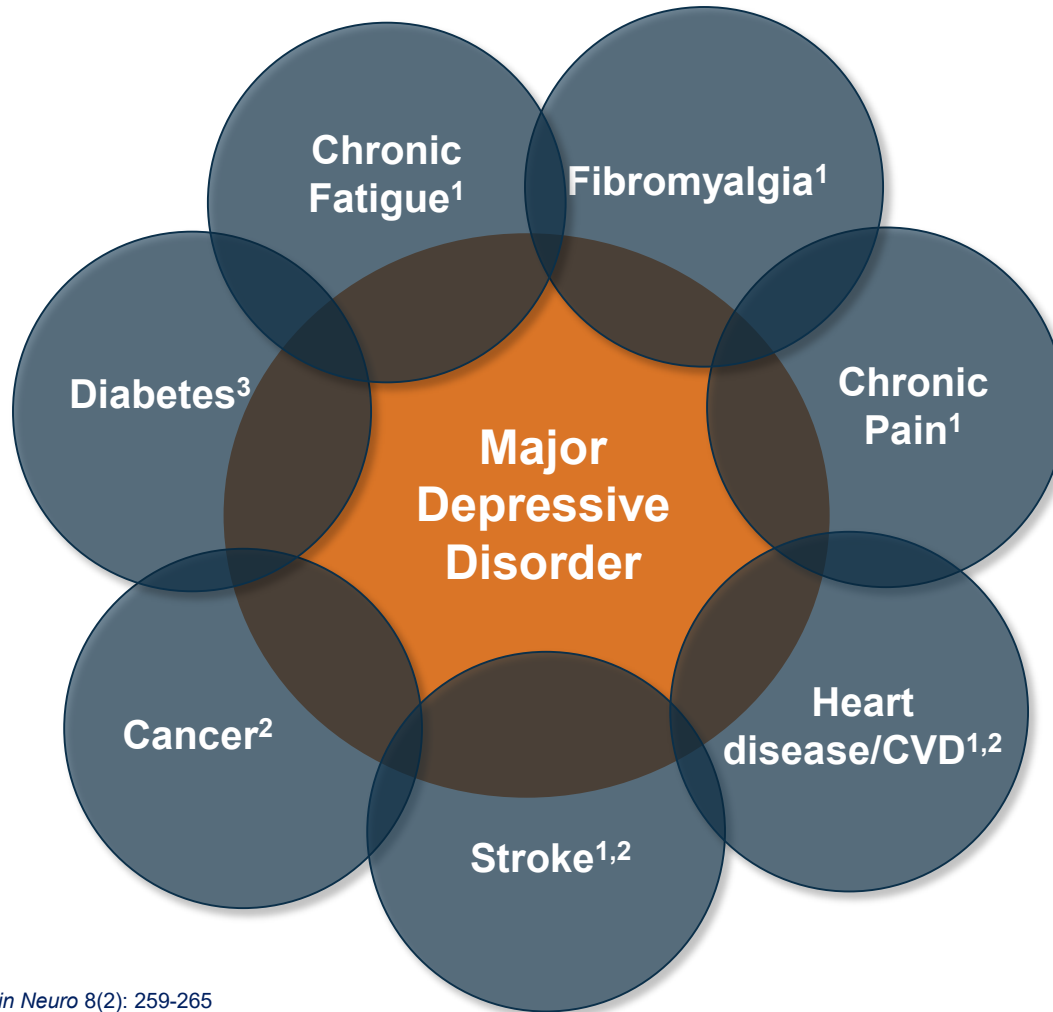 Chronic
Fatigue¹
Fibromyalgia¹
Diabetes³
Chronic
Pain¹
Major
Depressive
Disorder
Cancer²
Heart
disease/CVD¹,²
Stroke¹,²
in Neuro 8(2): 259-265